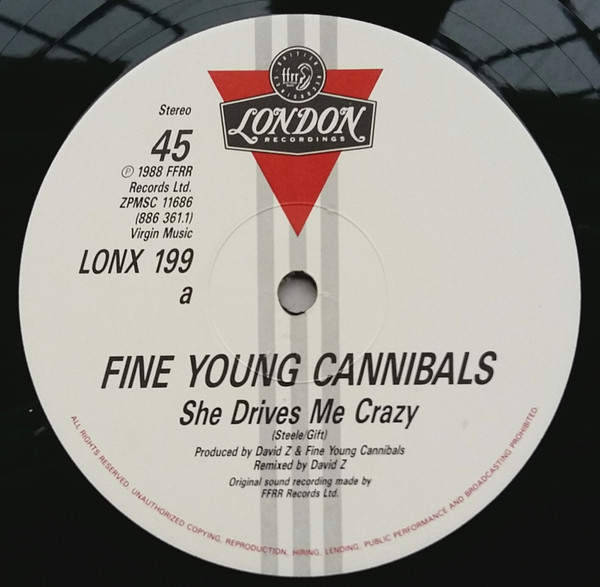 ffrr
LONDON
RECORDINGS
Stereo
45
℗ 1988 FFRR
Records Ltd.
ZPMSC 11686
(886 361.1)
Virgin Music
LONX 199
a
FINE YOUNG CANNIBALS
She Drives Me Crazy
(Steele/Gift)
Produced by David Z & Fine Young Cannibals
Remixed by David Z
Original sound recording made by
FFRR Records Ltd.
ALL RIGHTS RESERVED. UNAUTHORIZED COPYING, REPRODUCTION, HIRING, LENDING, PUBLIC PERFORMANCE AND BROADCASTING PROHIBITED.